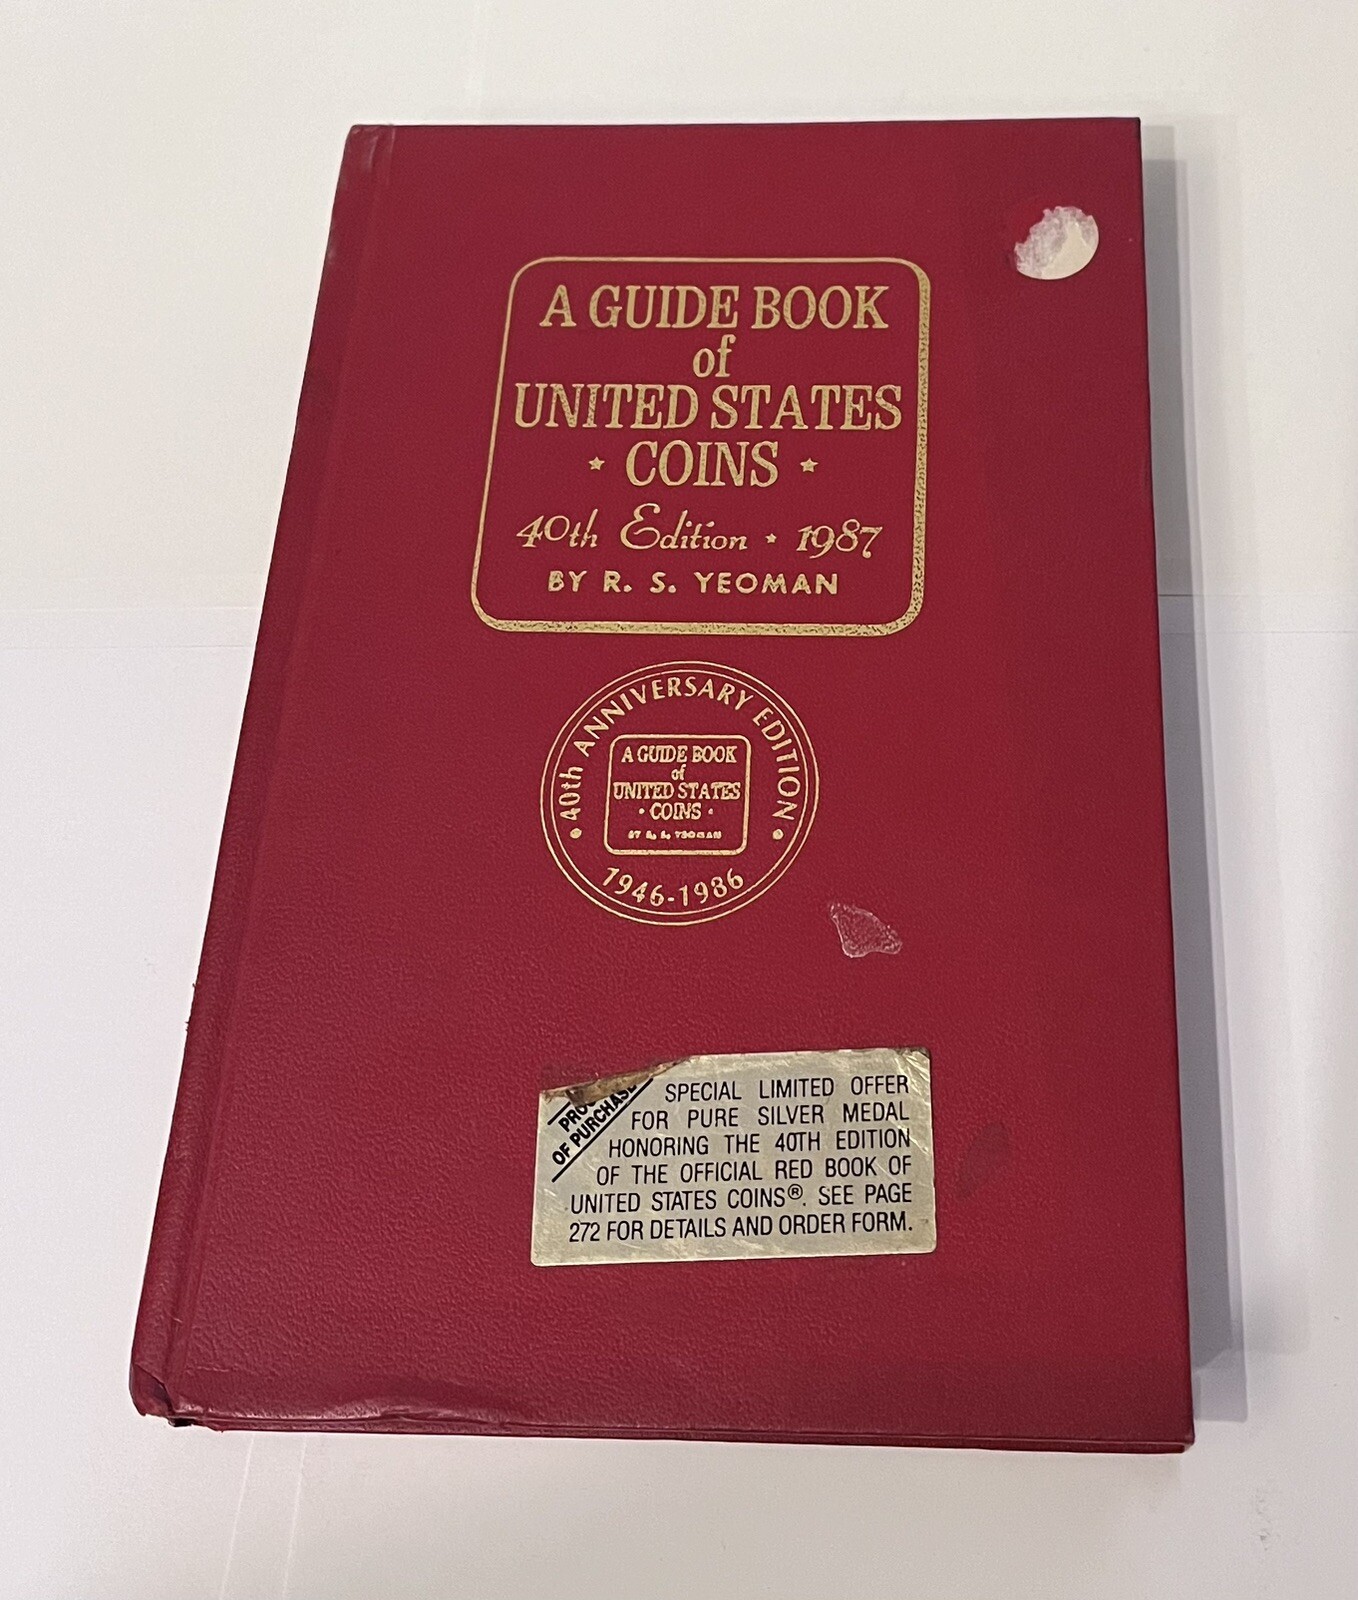 A GUIDE BOOK
of
UNITED STATES
COINS
40th Edition 1987
BY R. S. YEOMAN
40th ANNIVERSARY EDITION
A GUIDE BOOK
of
UNITED STATES
COINS
BY R. S. YEOMAN
1946-1986
OF PURCHASE
SPECIAL LIMITED OFFER
FOR PURE SILVER MEDAL
HONORING THE 40TH EDITION
OF THE OFFICIAL RED BOOK OF
UNITED STATES COINS®. SEE PAGE
272 FOR DETAILS AND ORDER FORM.